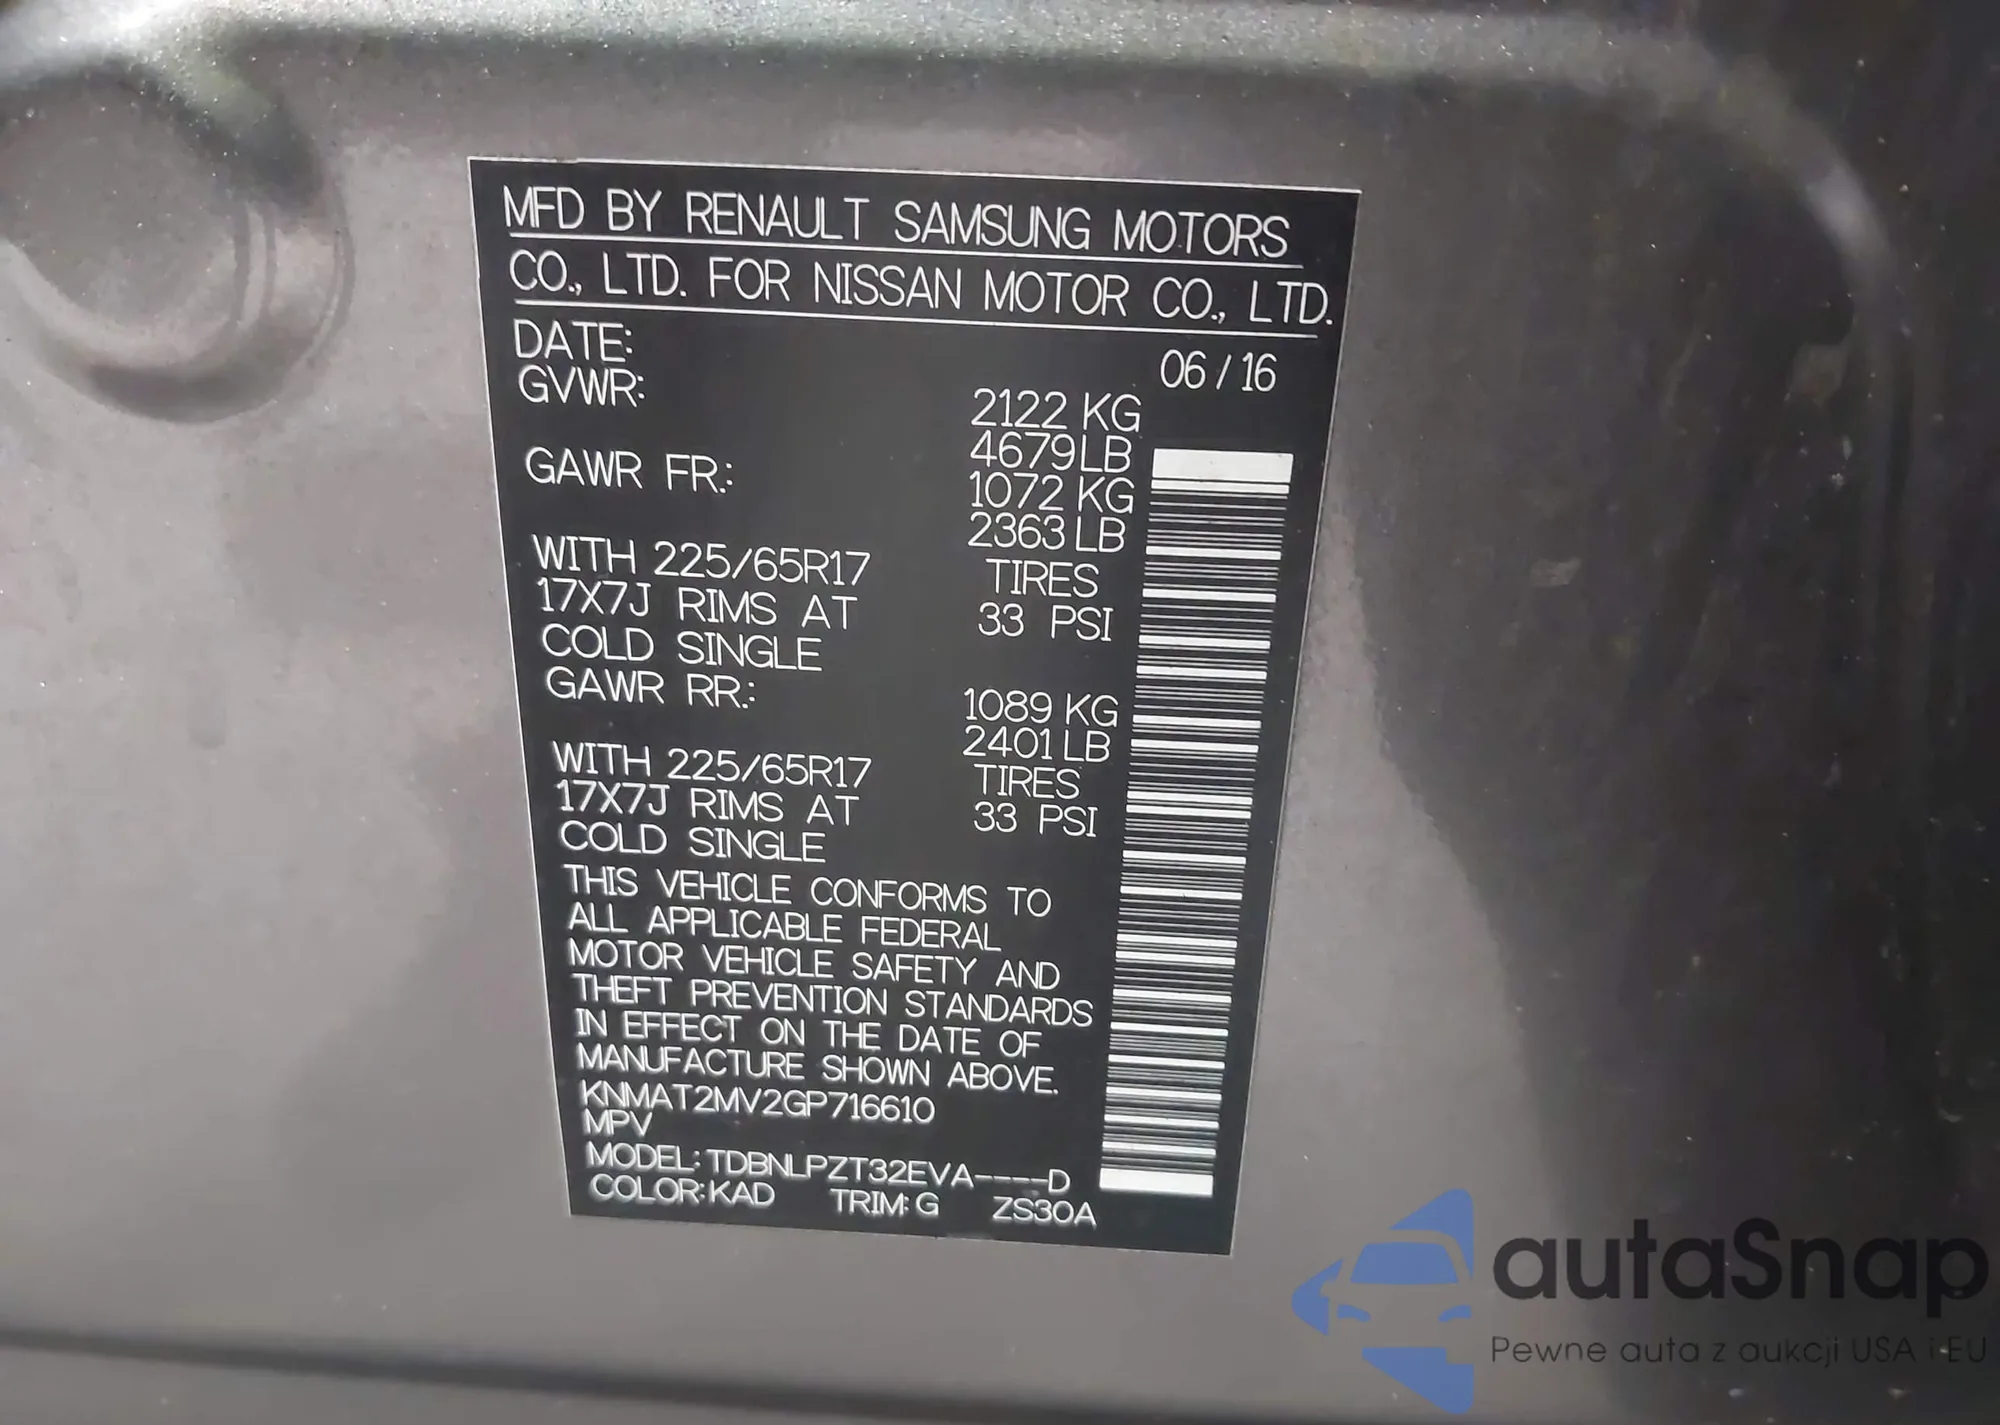 MFD BY RENAULT SAMSUNG MOTORS
CO., LTD. FOR NISSAN MOTOR CO., LTD.
DATE: 06 / 16
GVWR: 2122 KG
4679 LB
GAWR FR.: 1072 KG
2363 LB
WITH 225/65R17 TIRES
17X7J RIMS AT 33 PSI
COLD SINGLE
GAWR RR.: 1089 KG
2401 LB
WITH 225/65R17 TIRES
17X7J RIMS AT 33 PSI
COLD SINGLE
THIS VEHICLE CONFORMS TO
ALL APPLICABLE FEDERAL
MOTOR VEHICLE SAFETY AND
THEFT PREVENTION STANDARDS
IN EFFECT ON THE DATE OF
MANUFACTURE SHOWN ABOVE.
KNMAT2MV2GP716610
MPV
MODEL: TDBNLPZT32EVA----D
COLOR: KAD TRIM: G ZS30A
autaSnap
Pewne auta z aukcji USA i EU